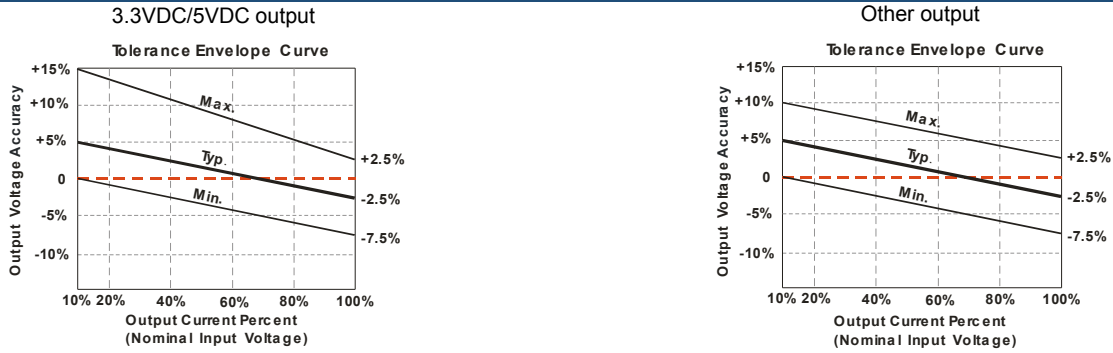 3.3VDC/5VDC output
Tolerance Envelope Curve
+15%
+10%
+5%
0
-5%
-10%
Output Voltage Accuracy
Max.
Typ.
Min.
+2.5%
-2.5%
-7.5%
10% 20% 40% 60% 80% 100%
Output Current Percent
(Nominal Input Voltage)
Other output
Tolerance Envelope Curve
+15%
+10%
+5%
0
-5%
-10%
Output Voltage Accuracy
Max.
Typ.
Min.
+2.5%
-2.5%
-7.5%
10% 20% 40% 60% 80% 100%
Output Current Percent
(Nominal Input Voltage)